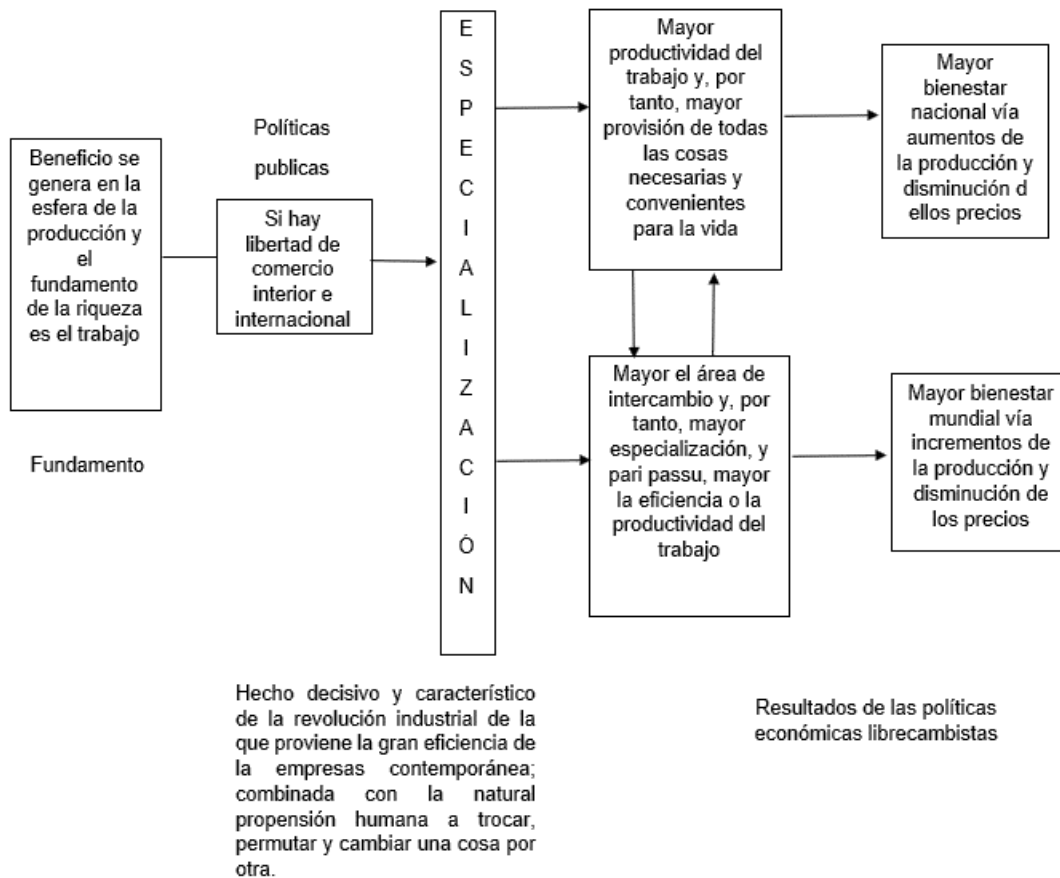 Beneficio se
genera en la
esfera de la
producción y
el
fundamento
de la riqueza
es el trabajo
Fundamento
Políticas
publicas
Si hay
libertad de
comercio
interior e
internacional
E
S
P
E
C
I
A
L
I
Z
A
C
I
Ó
N
Hecho decisivo y característico
de la revolución industrial de la
que proviene la gran eficiencia de
la empresas contemporánea;
combinada con la natural
propensión humana a trocar,
permutar y cambiar una cosa por
otra.
Mayor
productividad del
trabajo y, por
tanto, mayor
provisión de todas
las cosas
necesarias y
convenientes
para la vida
Mayor
bienestar
nacional vía
aumentos de
la producción y
disminución d
ellos precios
Mayor el área de
intercambio y, por
tanto, mayor
especialización, y
pari passu, mayor
la eficiencia o la
productividad del
trabajo
Mayor bienestar
mundial vía
incrementos de
la producción y
disminución de
los precios
Resultados de las políticas
económicas librecambistas